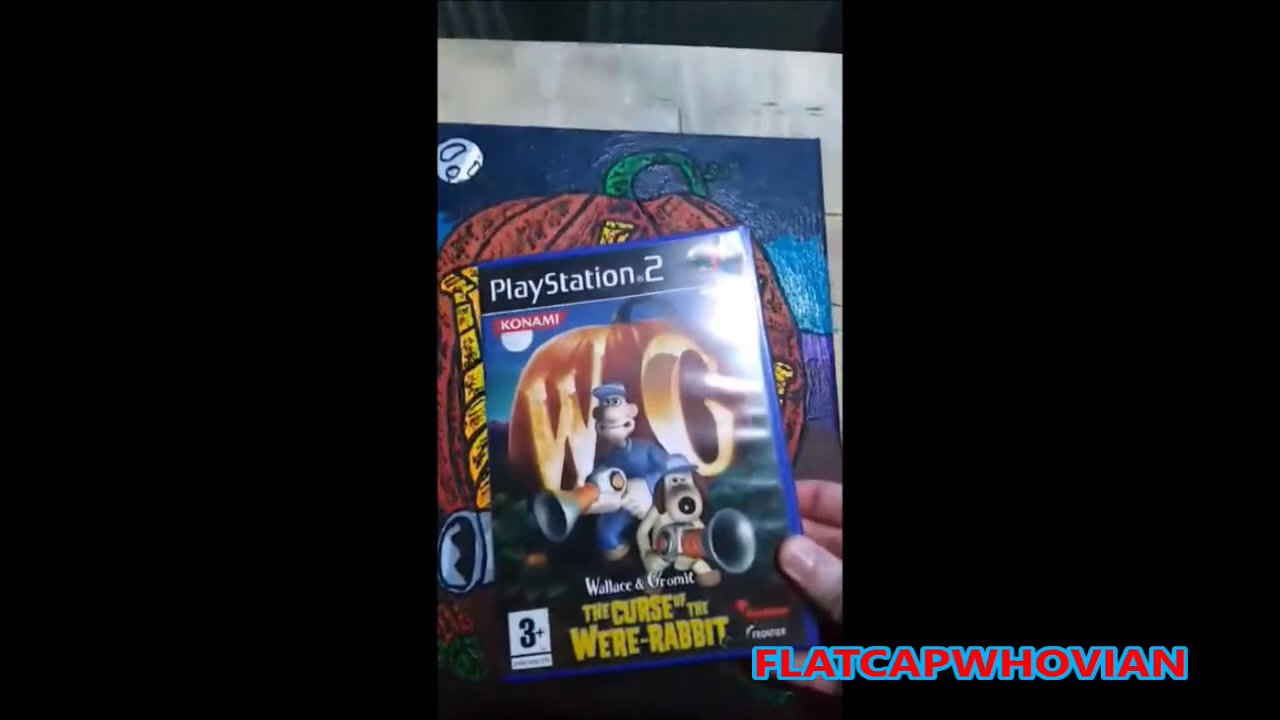 PlayStation®2
KONAMI
WG
Wallace & Gromit
THE CURSE OF THE
WERE-RABBIT
3+
FRONTIER
FLATCAPWHOVIAN